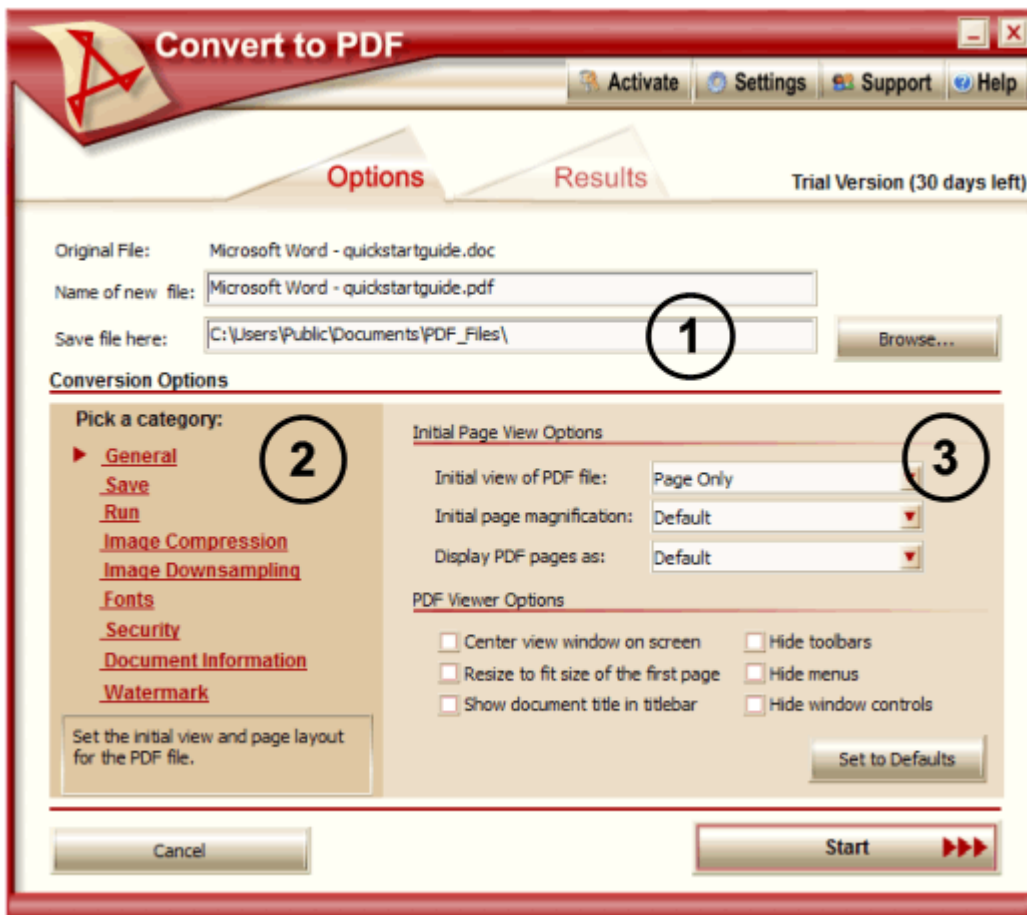 Convert to PDF
Activate Settings Support Help
Options Results Trial Version (30 days left)
Original File: Microsoft Word - quickstartguide.doc
Name of new file: Microsoft Word - quickstartguide.pdf
Save file here: C:\Users\Public\Documents\PDF_Files\ 1 Browse...
Conversion Options
Pick a category: 2
General
Save
Run
Image Compression
Image Downsampling
Fonts
Security
Document Information
Watermark
Set the initial view and page layout
for the PDF file.
Initial Page View Options 3
Initial view of PDF file: Page Only
Initial page magnification: Default
Display PDF pages as: Default
PDF Viewer Options
Center view window on screen Hide toolbars
Resize to fit size of the first page Hide menus
Show document title in titlebar Hide window controls
Set to Defaults
Cancel Start